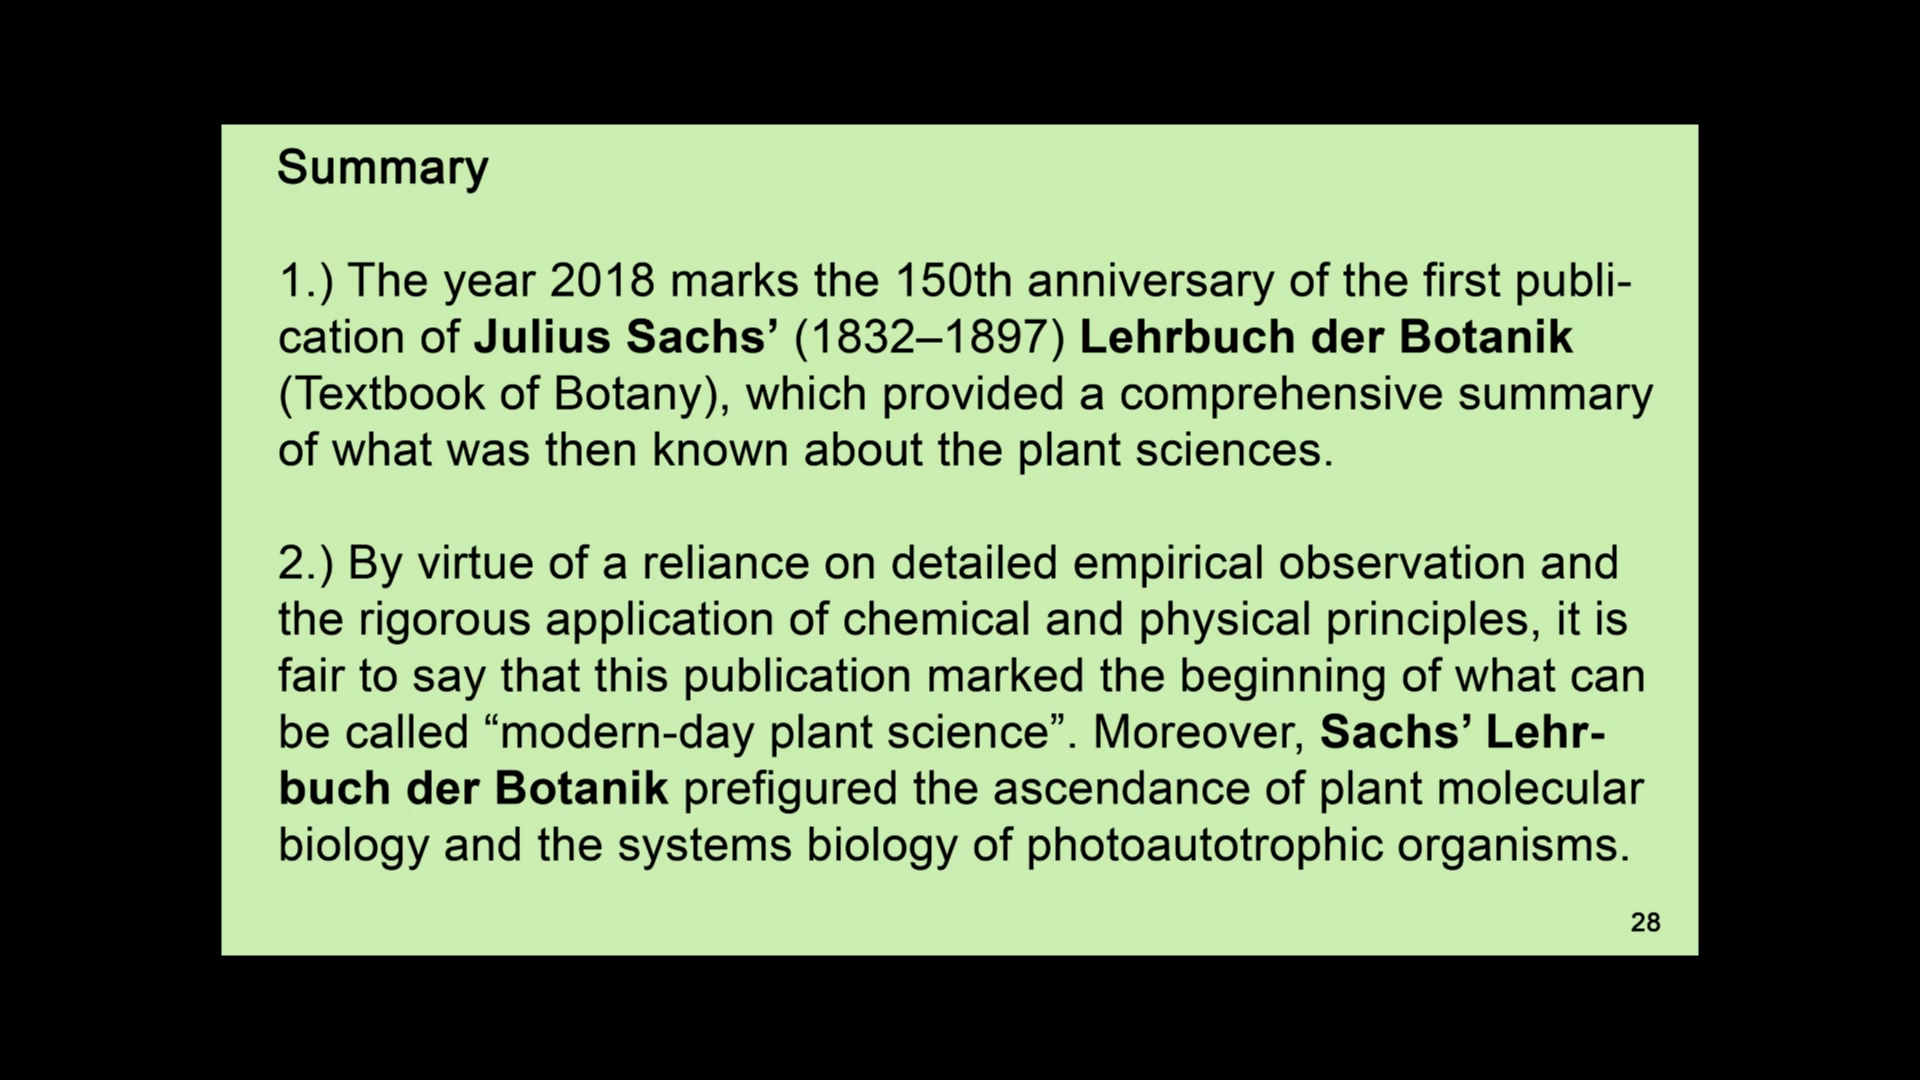 Summary
1.) The year 2018 marks the 150th anniversary of the first publi-
cation of Julius Sachs’ (1832–1897) Lehrbuch der Botanik
(Textbook of Botany), which provided a comprehensive summary
of what was then known about the plant sciences.
2.) By virtue of a reliance on detailed empirical observation and
the rigorous application of chemical and physical principles, it is
fair to say that this publication marked the beginning of what can
be called “modern-day plant science”. Moreover, Sachs’ Lehr-
buch der Botanik prefigured the ascendance of plant molecular
biology and the systems biology of photoautotrophic organisms.
28